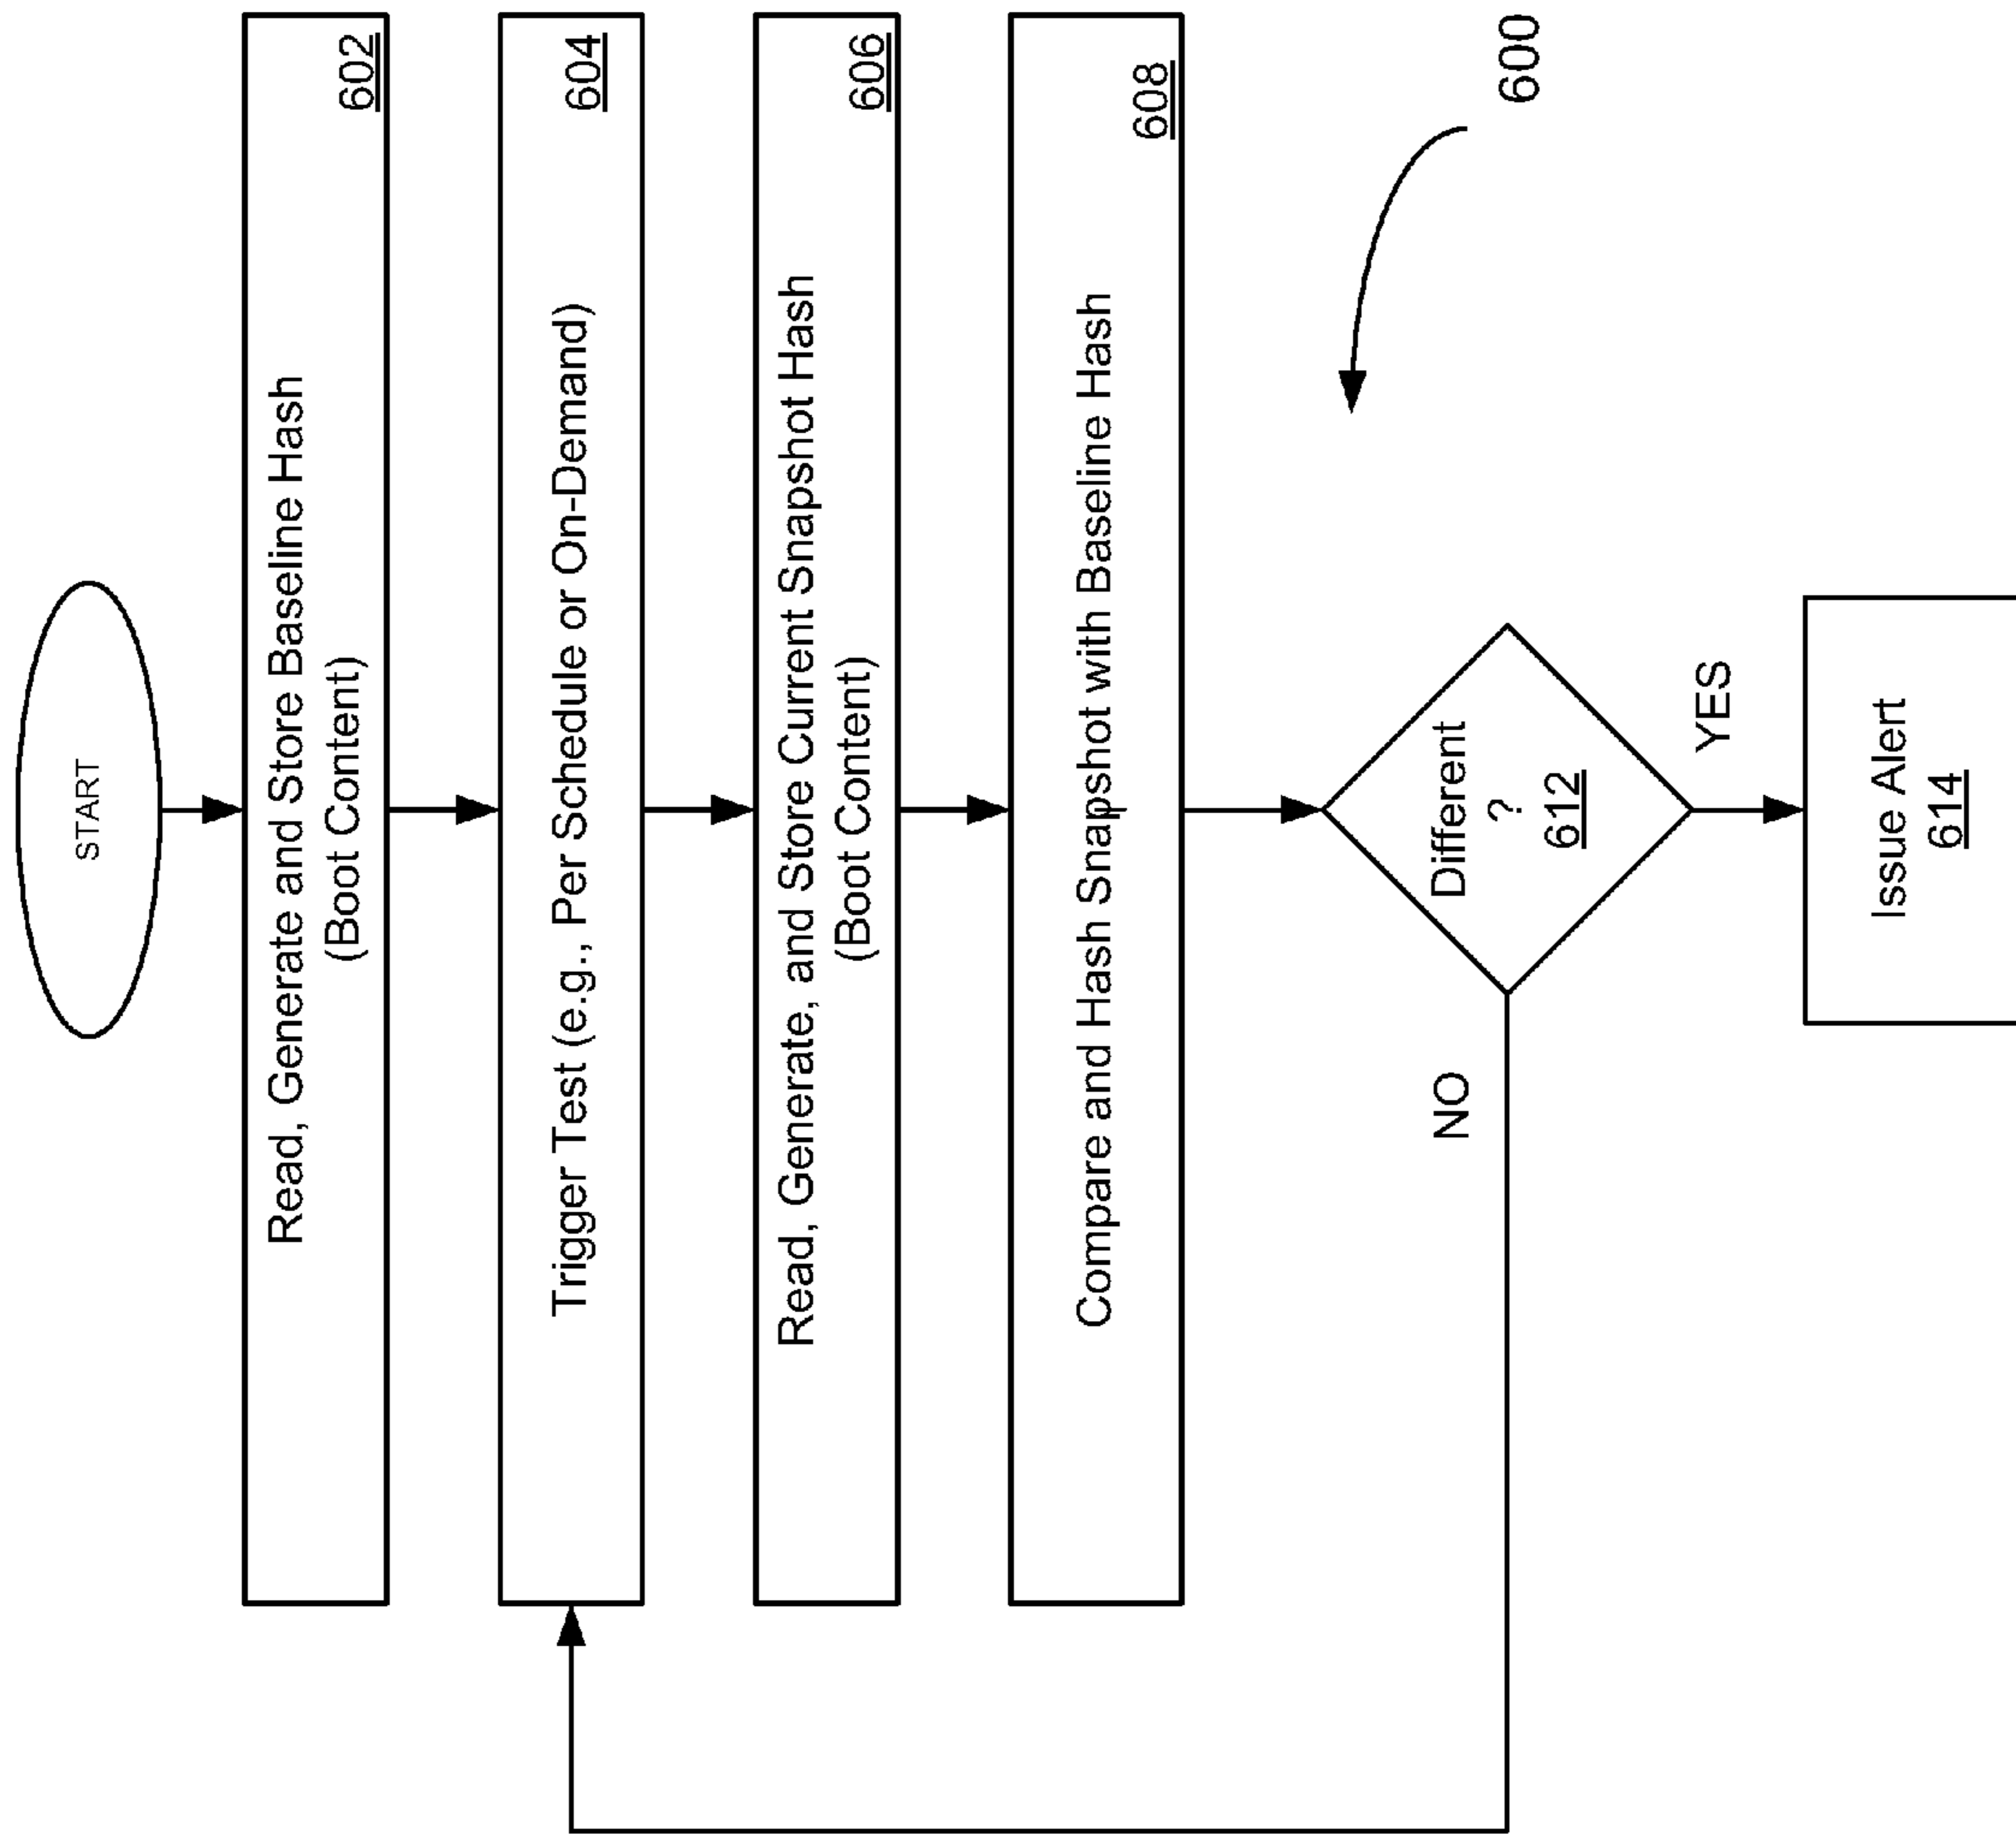 START
Read, Generate and Store Baseline Hash
(Boot Content)
602
Trigger Test (e.g., Per Schedule or On-Demand)
604
Read, Generate, and Store Current Snapshot Hash
(Boot Content)
606
Compare and Hash Snapshot with Baseline Hash
608
Different
?
612
NO
YES
Issue Alert
614
600